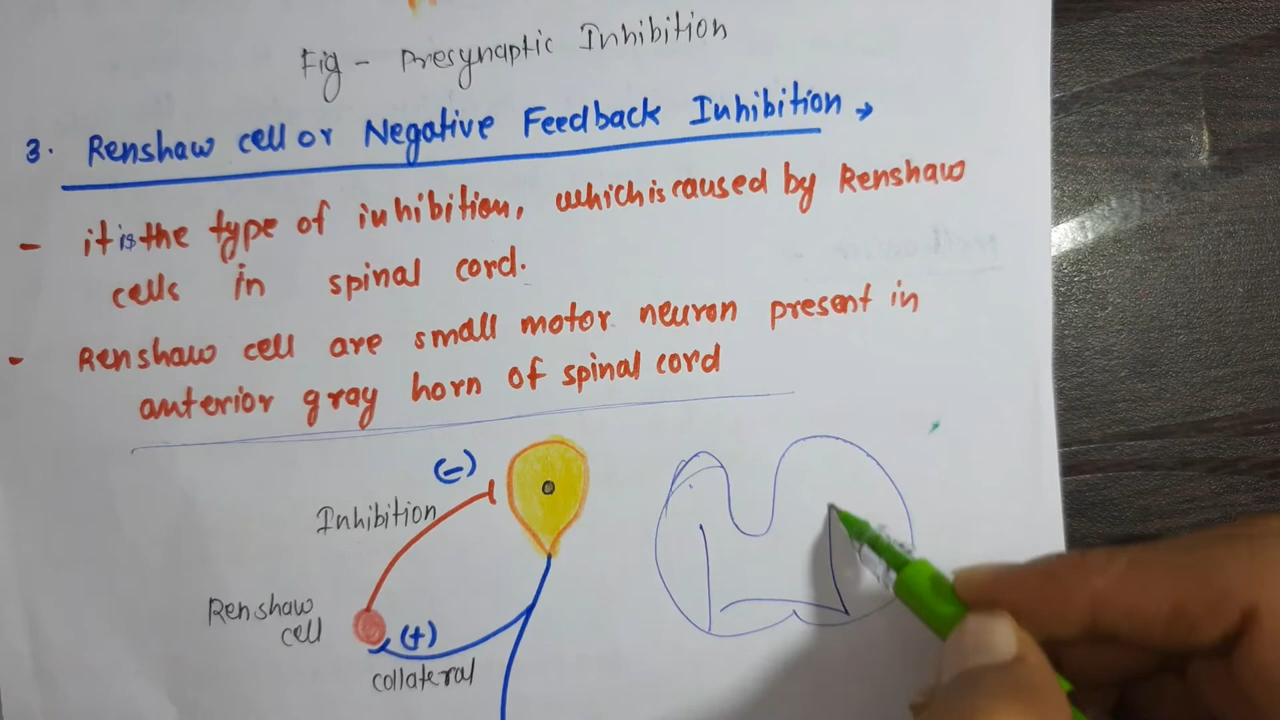 Fig - Presynaptic Inhibition
3. Renshaw cell or Negative Feedback Inhibition →
- it is the type of inhibition, which is caused by Renshaw
cells in spinal cord.
- Renshaw cell are small motor neuron present in
anterior gray horn of spinal cord
(-)
Inhibition
Renshaw
cell
(+)
collateral